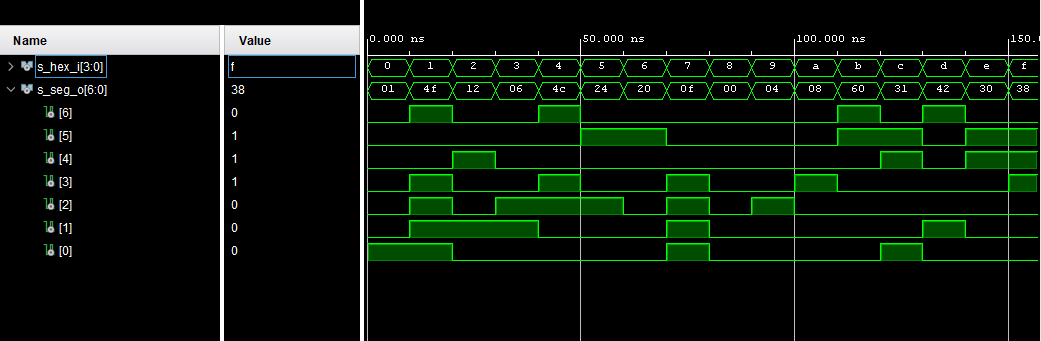 Name Value 0.000 ns 50.000 ns 100.000 ns 150.
s_hex_i[3:0] f 0 1 2 3 4 5 6 7 8 9 a b c d e f
s_seg_o[6:0] 38 01 4f 12 06 4c 24 20 0f 00 04 08 60 31 42 30 38
[6] 0
[5] 1
[4] 1
[3] 1
[2] 0
[1] 0
[0] 0